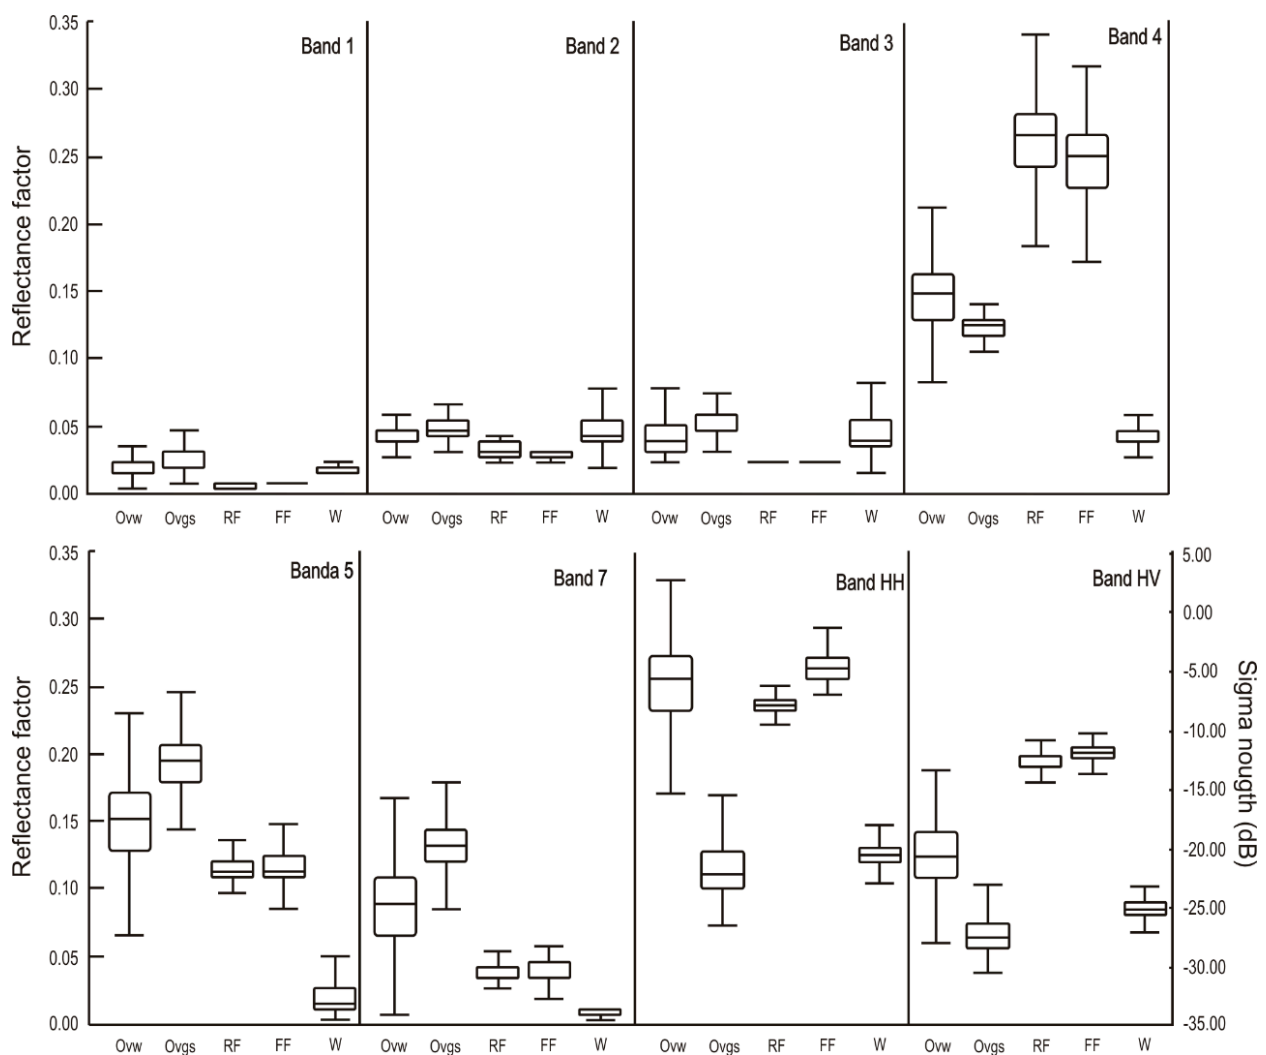 Reflectance factor
0.35
0.30
0.25
0.20
0.15
0.10
0.05
0.00
Band 1
Band 2
Band 3
Band 4
Ovw Ovgs RF FF W
Ovw Ovgs RF FF W
Ovw Ovgs RF FF W
Ovw Ovgs RF FF W
Reflectance factor
0.35
0.30
0.25
0.20
0.15
0.10
0.05
0.00
Banda 5
Band 7
Band HH
Band HV
5.00
0.00
-5.00
-10.00
-15.00
-20.00
-25.00
-30.00
-35.00
Sigma nougth (dB)
Ovw Ovgs RF FF W
Ovw Ovgs RF FF W
Ovw Ovgs RF FF W
Ovw Ovgs RF FF W